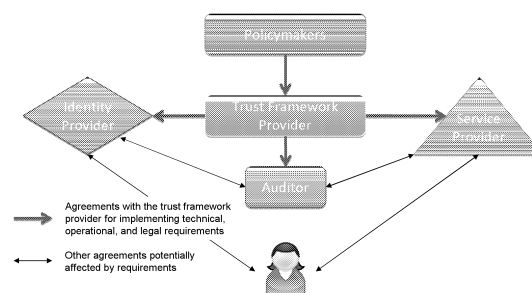 Policymakers
Identity
Provider
Trust Framework
Provider
Service
Provider
Auditor
Agreements with the trust framework
provider for implementing technical,
operational, and legal requirements
Other agreements potentially
affected by requirements